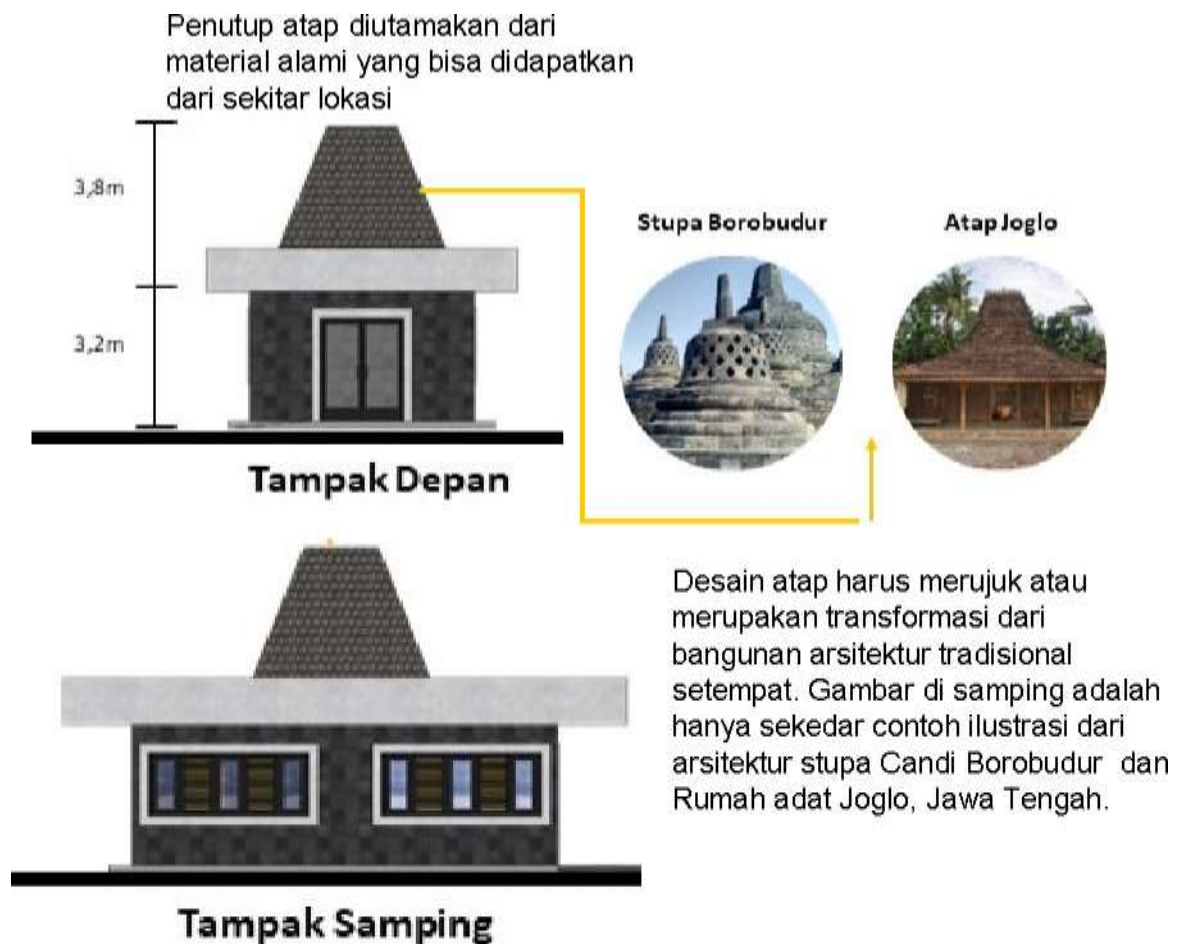 Penutup atap diutamakan dari
material alami yang bisa didapatkan
dari sekitar lokasi
3,8m
3,2m
Tampak Depan
Stupa Borobudur
Atap Joglo
Desain atap harus merujuk atau
merupakan transformasi dari
bangunan arsitektur tradisional
setempat. Gambar di samping adalah
hanya sekedar contoh ilustrasi dari
arsitektur stupa Candi Borobudur dan
Rumah adat Joglo, Jawa Tengah.
Tampak Samping